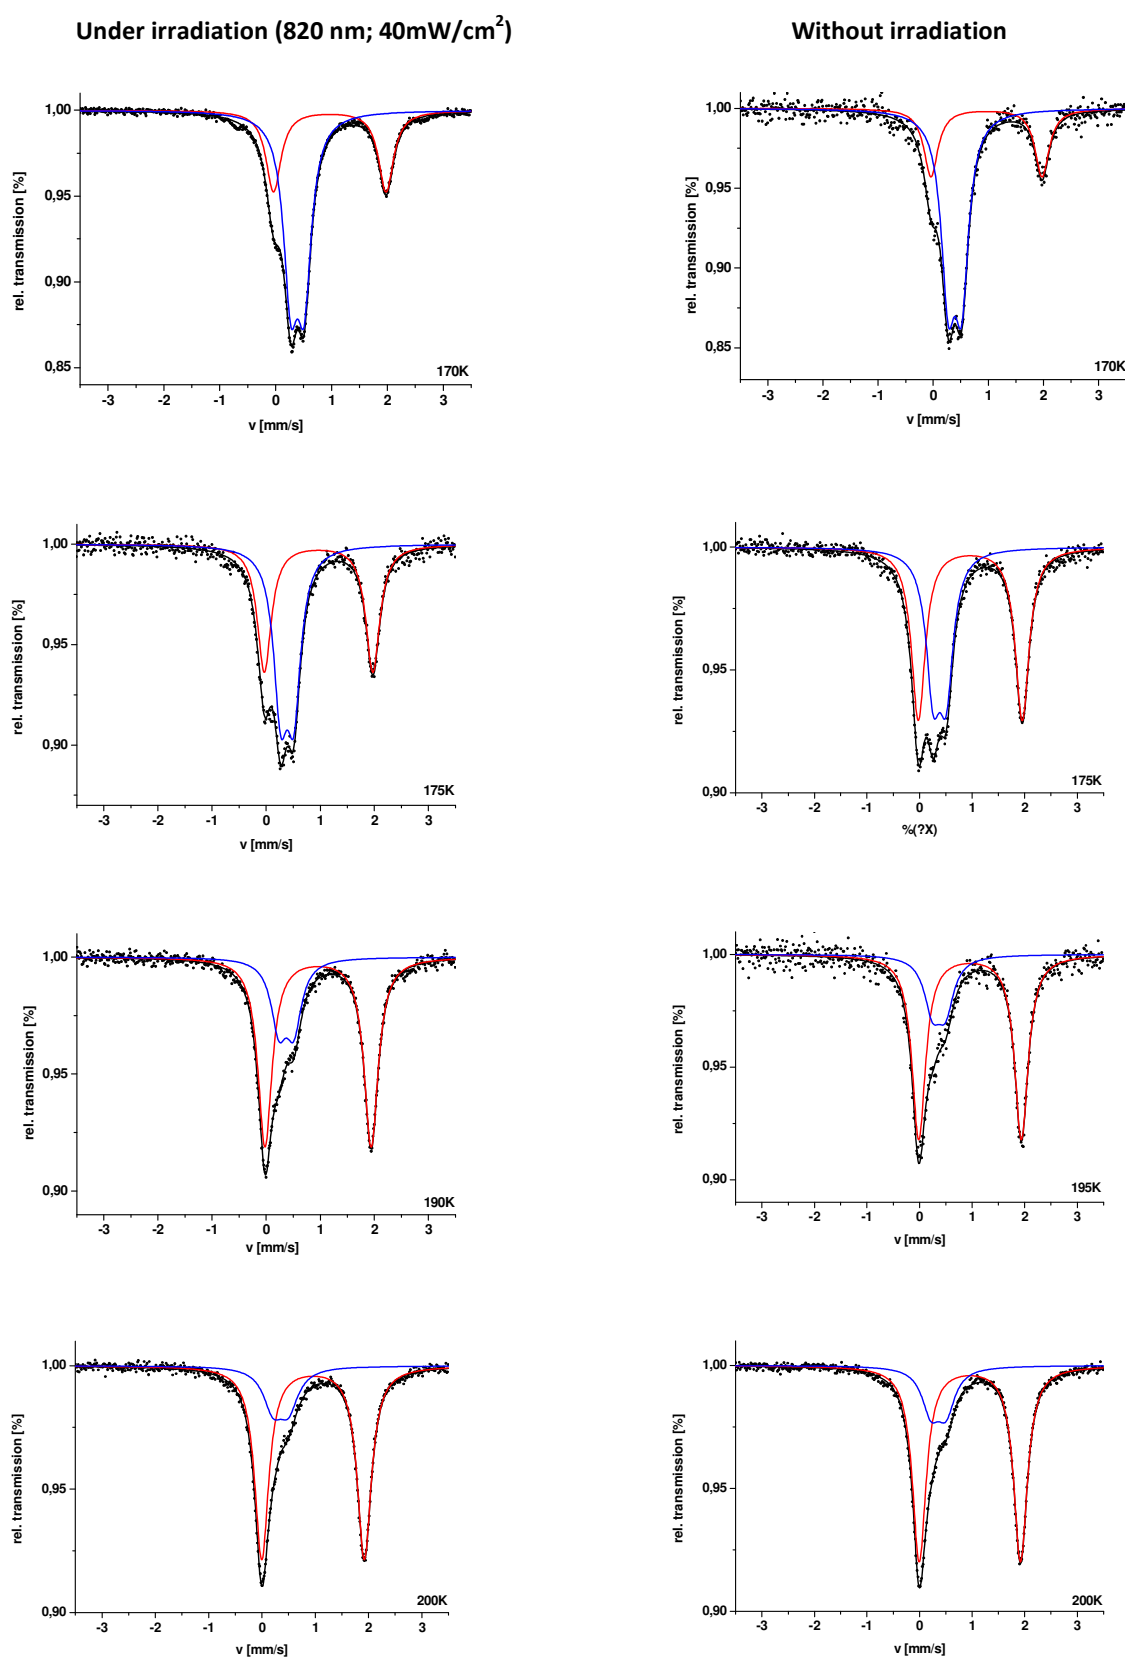 Under irradiation (820 nm; 40mW/cm²)
Without irradiation
1,00
0,95
0,90
0,85
rel. transmission [%]
170K
-3 -2 -1 0 1 2 3
v [mm/s]
1,00
0,95
0,90
0,85
rel. transmission [%]
170K
-3 -2 -1 0 1 2 3
v [mm/s]
1,00
0,95
0,90
rel. transmission [%]
175K
-3 -2 -1 0 1 2 3
v [mm/s]
1,00
0,95
0,90
rel. transmission [%]
175K
-3 -2 -1 0 1 2 3
%(?X)
1,00
0,95
0,90
rel. transmission [%]
190K
-3 -2 -1 0 1 2 3
v [mm/s]
1,00
0,95
0,90
rel. transmission [%]
195K
-3 -2 -1 0 1 2 3
v [mm/s]
1,00
0,95
0,90
rel. transmission [%]
200K
-3 -2 -1 0 1 2 3
v [mm/s]
1,00
0,95
0,90
rel. transmission [%]
200K
-3 -2 -1 0 1 2 3
v [mm/s]